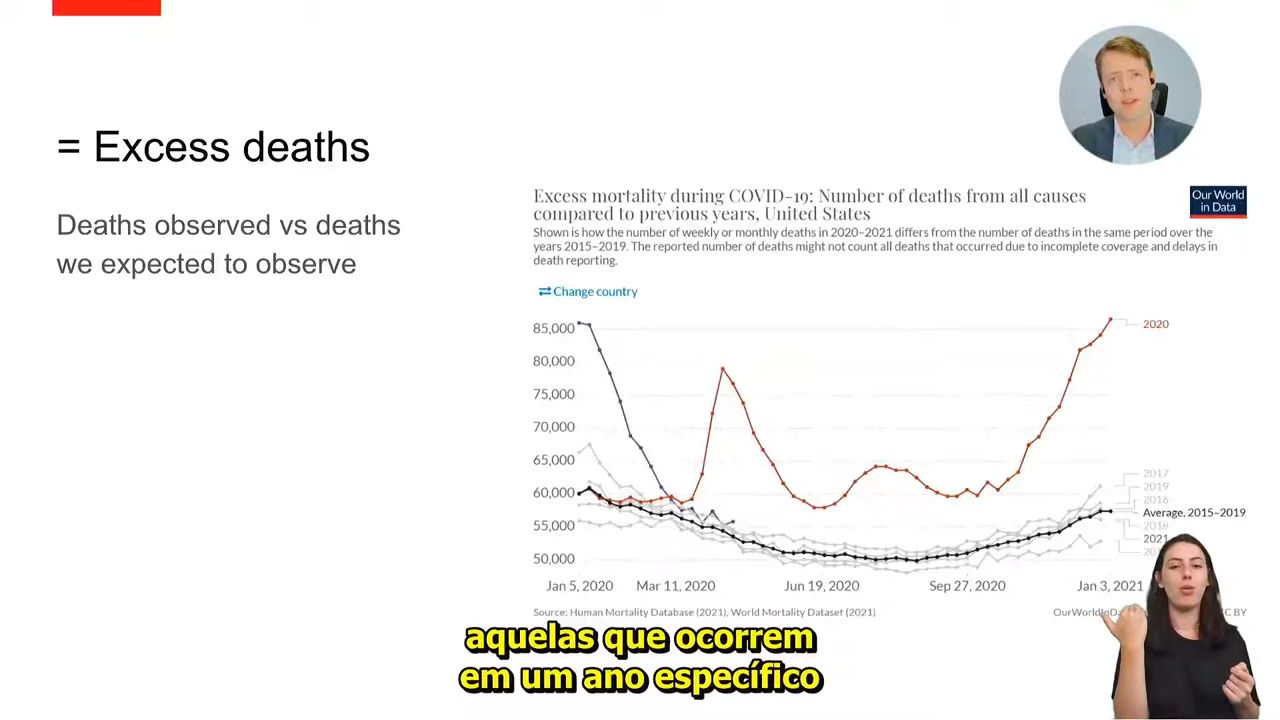 = Excess deaths
Deaths observed vs deaths
we expected to observe
Excess mortality during COVID-19: Number of deaths from all causes
compared to previous years, United States
Our World
in Data
Shown is how the number of weekly or monthly deaths in 2020–2021 differs from the number of deaths in the same period over the
years 2015–2019. The reported number of deaths might not count all deaths that occurred due to incomplete coverage and delays in
death reporting.
Change country
85,000
80,000
75,000
70,000
65,000
60,000
55,000
50,000
2020
2017
2019
2016
Average, 2015–2019
2018
2021
Jan 5, 2020
Mar 11, 2020
Jun 19, 2020
Sep 27, 2020
Jan 3, 2021
Source: Human Mortality Database (2021), World Mortality Dataset (2021)
CC BY
aquelas que ocorrem
em um ano específico